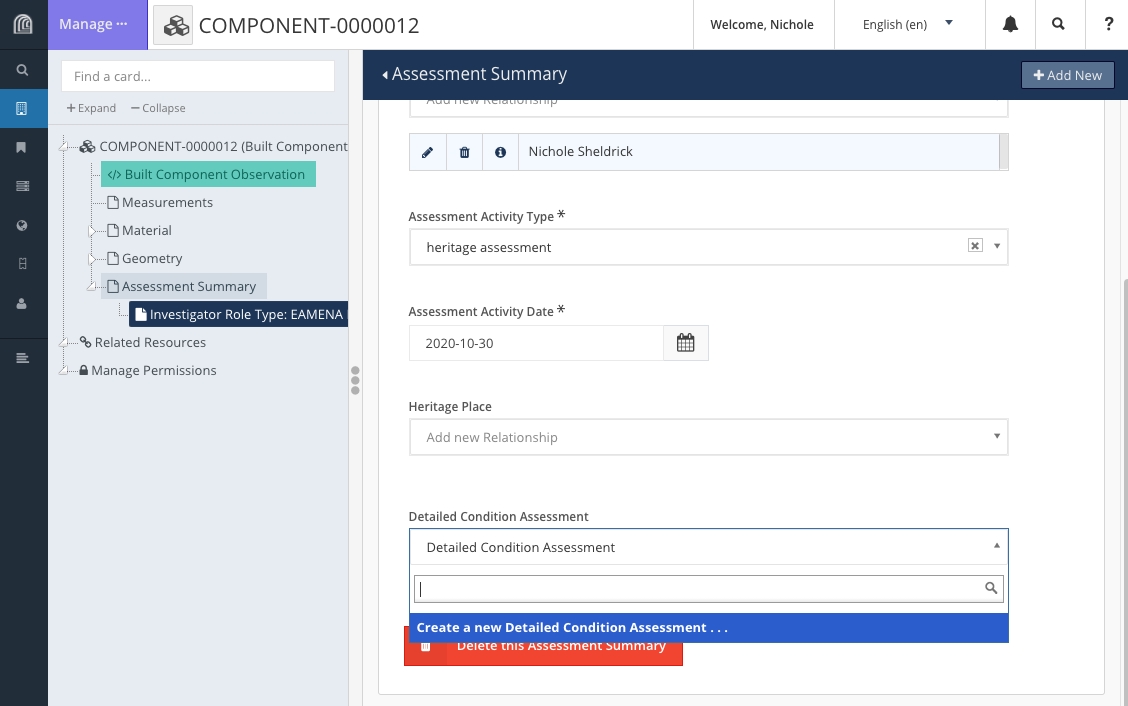 Manage
COMPONENT-0000012
Welcome, Nichole
English (en)
?
Find a card...
Expand
Collapse
COMPONENT-0000012 (Built Component
</> Built Component Observation
Measurements
Material
Geometry
Assessment Summary
Investigator Role Type: EAMENA
Related Resources
Manage Permissions
Assessment Summary
Add New
Add new Relationship
Nichole Sheldrick
Assessment Activity Type *
heritage assessment
Assessment Activity Date *
2020-10-30
Heritage Place
Add new Relationship
Detailed Condition Assessment
Detailed Condition Assessment
Create a new Detailed Condition Assessment . . .
Delete this Assessment Summary